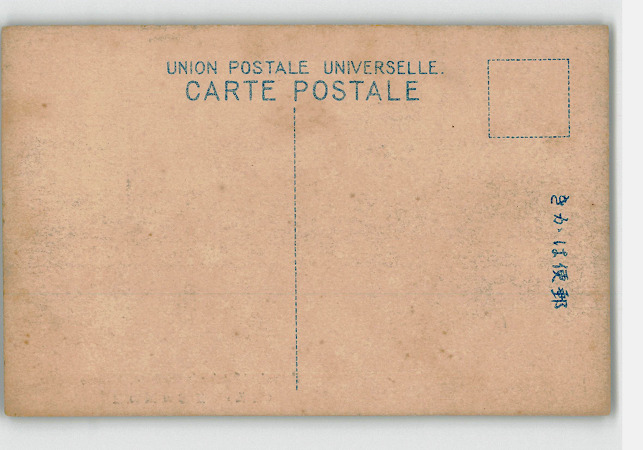 UNION POSTALE UNIVERSELLE.
CARTE POSTALE
きかは便郵